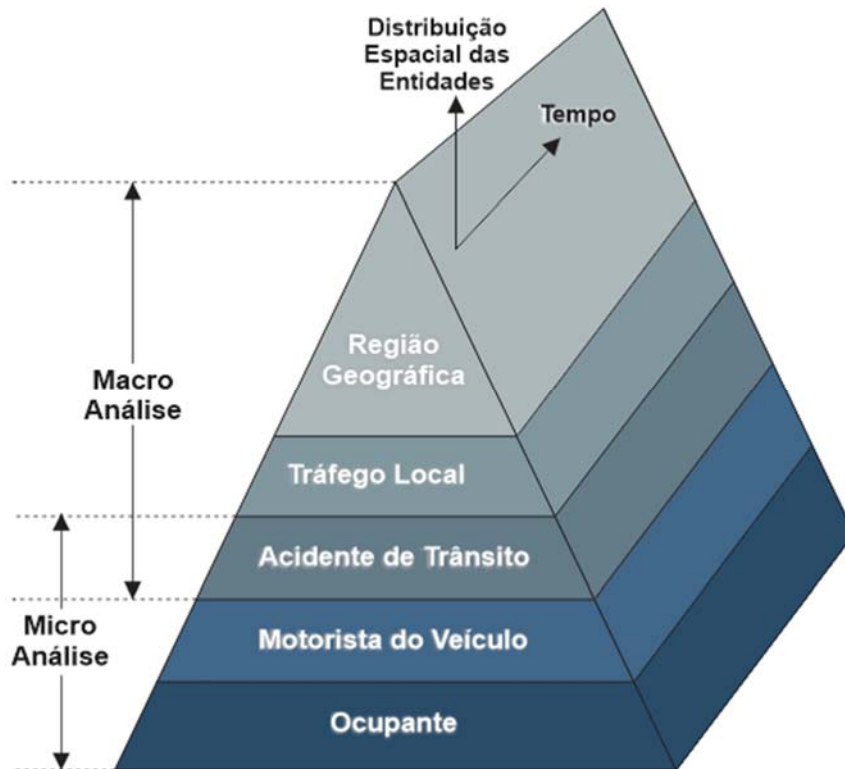 Distribuição
Espacial das
Entidades
Tempo
Região
Geográfica
Macro
Análise
Tráfego Local
Acidente de Trânsito
Micro
Análise
Motorista do Veículo
Ocupante